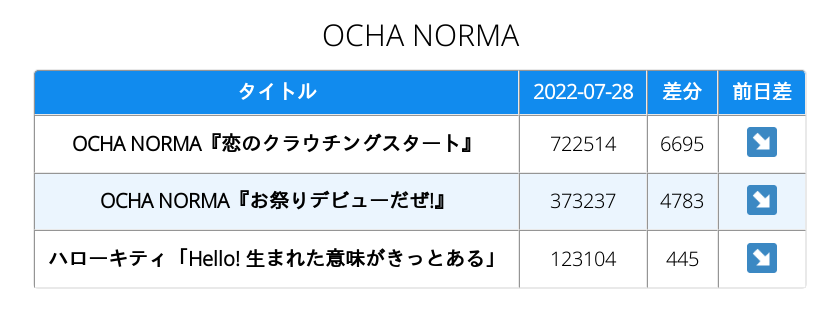 OCHA NORMA
タイトル 2022-07-28 差分 前日差
OCHA NORMA『恋のクラウチングスタート』 722514 6695 ↘
OCHA NORMA『お祭りデビューだぜ!』 373237 4783 ↘
ハローキティ「Hello! 生まれた意味がきっとある」 123104 445 ↘